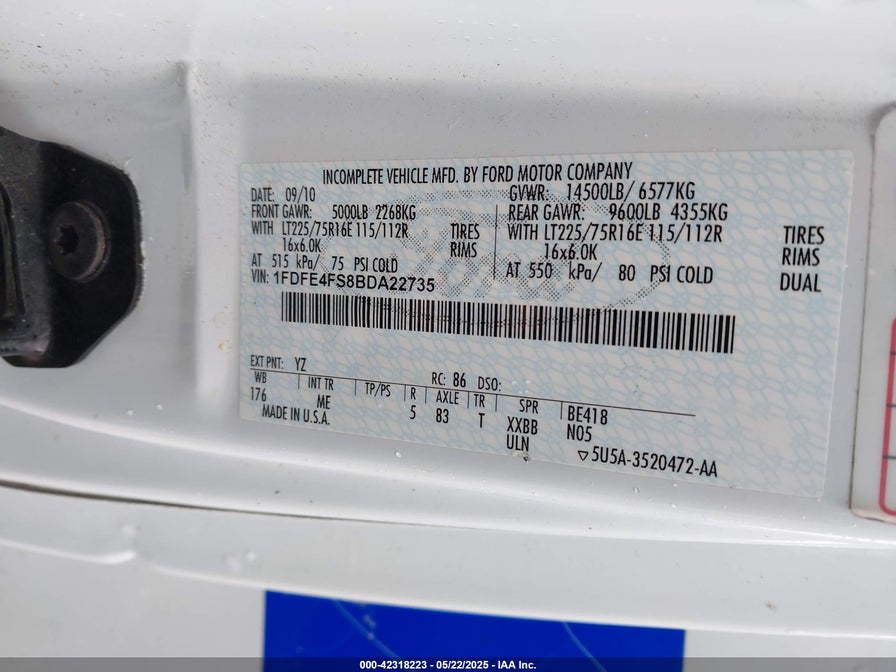 INCOMPLETE VEHICLE MFD. BY FORD MOTOR COMPANY
DATE: 09/10 GVWR: 14500LB/ 6577KG
FRONT GAWR: 5000LB 2268KG REAR GAWR: 9600LB 4355KG
WITH LT225/75R16E 115/112R TIRES WITH LT225/75R16E 115/112R TIRES
16x6.0K RIMS 16x6.0K RIMS
AT 515 kPa/ 75 PSI COLD AT 550 kPa/ 80 PSI COLD DUAL
VIN: 1FDFE4FS8BDA22735
EXT PNT: YZ RC: 86 DSO:
WB INT TR TP/PS R AXLE TR SPR BE418
176 ME 5 83 T XXBB N05
MADE IN U.S.A. ULN
▽5U5A-3520472-AA
000-42318223 - 05/22/2025 - IAA Inc.